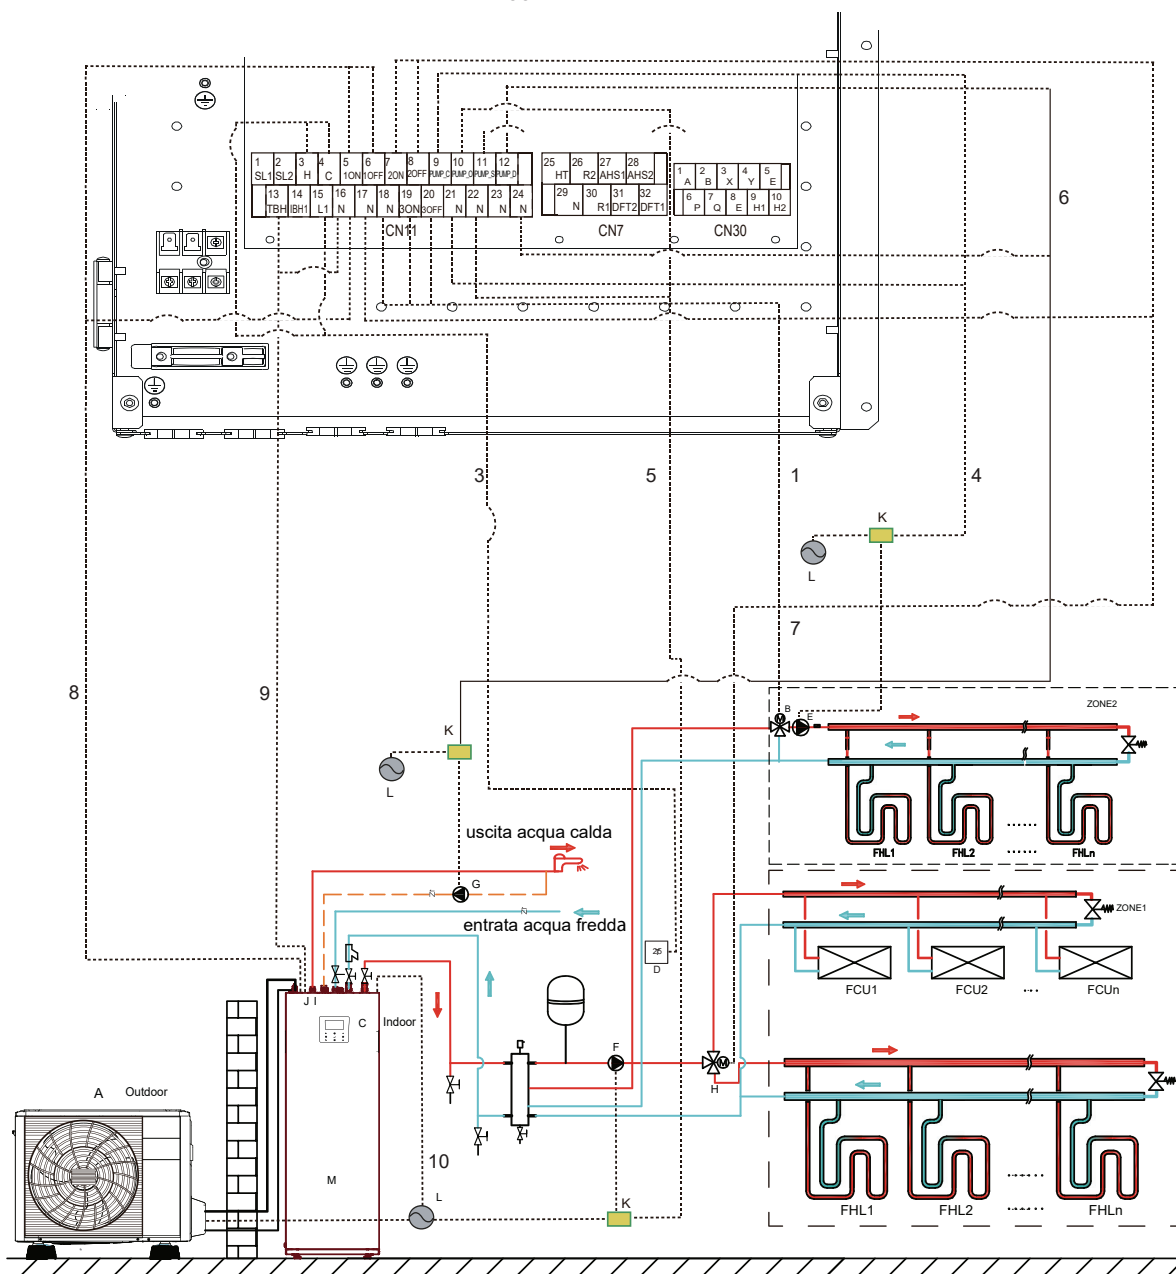 1 2 3 4 5 6 7 8 9 10 11 12
SL1 SL2 H C 1ON 1OFF 2ON 2OFF PUMP_C PUMP_O PUMP_S PUMP_D
13 14 15 16 17 18 19 20 21 22 23 24
TBH IBH1 L1 N N N 3ON 3OFF N N N N
CN11
25 26 27 28
HT R2 AHS1 AHS2
29 30 31 32
N R1 DFT2 DFT1
CN7
1 2 3 4 5
A B X Y E
6 7 8 9 10
P Q E H1 H2
CN30
6
3 5 1 4
K
L
7
8 9
ZONE2
B
M
E
K
L
FHL1 FHL2 ...... FHLn
uscita acqua calda
G
entrata acqua fredda
ZONE1
D
FCU1 FCU2 .... FCUn
J I
C Indoor
F
M
H
A Outdoor
M
10
L
K
FHL1 FHL2 ...... FHLn